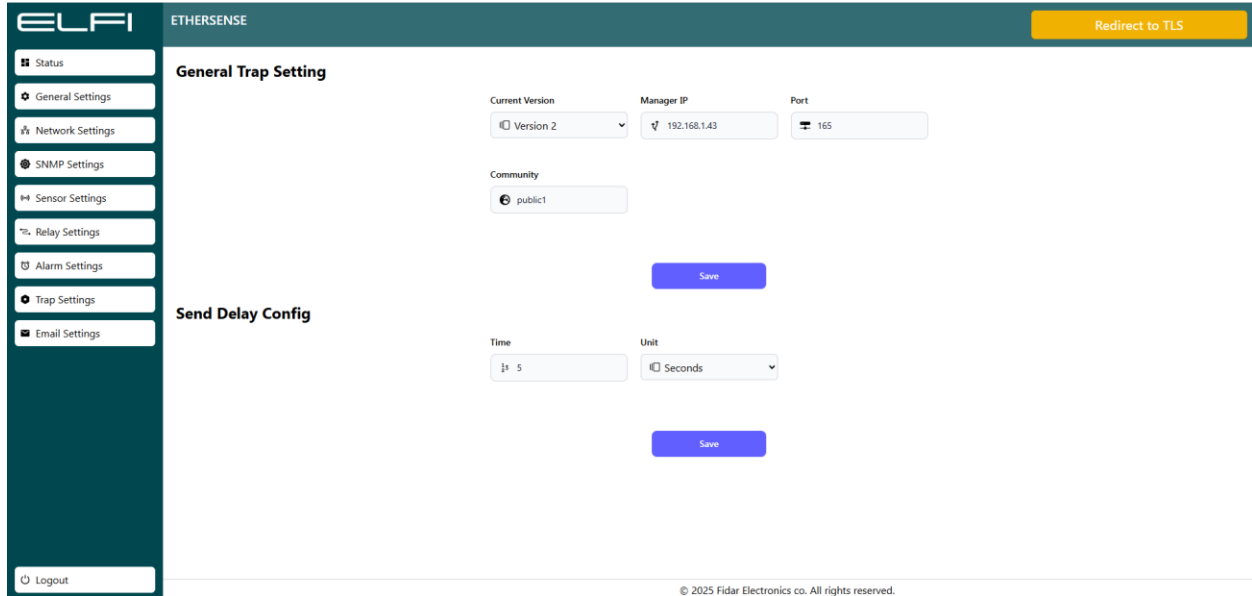 ELFI
ETHERSENSE
Redirect to TLS
Status
General Settings
Network Settings
SNMP Settings
Sensor Settings
Relay Settings
Alarm Settings
Trap Settings
Email Settings
Logout
General Trap Setting
Current Version Manager IP Port
Version 2 192.168.1.43 165
Community
public1
Save
Send Delay Config
Time Unit
5 Seconds
Save
© 2025 Fidar Electronics co. All rights reserved.